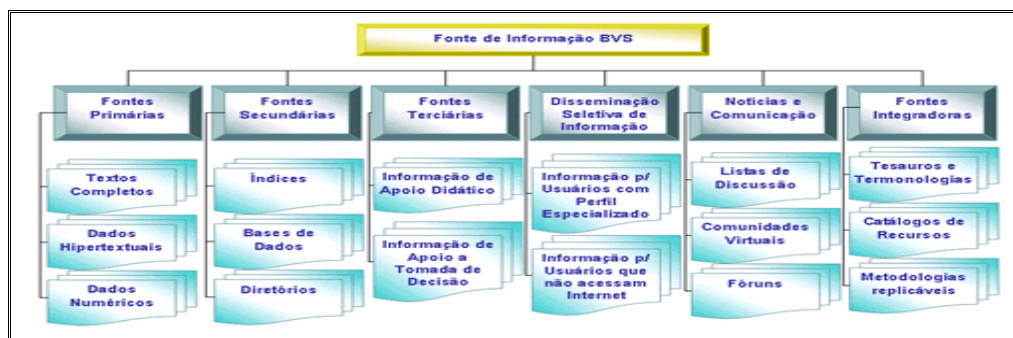 Fonte de Informação BVS
Fontes
Primárias
Textos
Completos
Dados
Hipertextuais
Dados
Numéricos
Fontes
Secundárias
Índices
Bases de
Dados
Diretórios
Fontes
Terciárias
Informação de
Apoio Didático
Informação de
Apoio a
Tomada de
Decisão
Disseminação
Seletiva de
Informação
Informação p/
Usuários com
Perfil
Especializado
Informação p/
Usuários que
não acessam
Internet
Notícias e
Comunicação
Listas de
Discussão
Comunidades
Virtuais
Fóruns
Fontes
Integradoras
Tesauros e
Termonologias
Catálogos de
Recursos
Metodologias
replicáveis